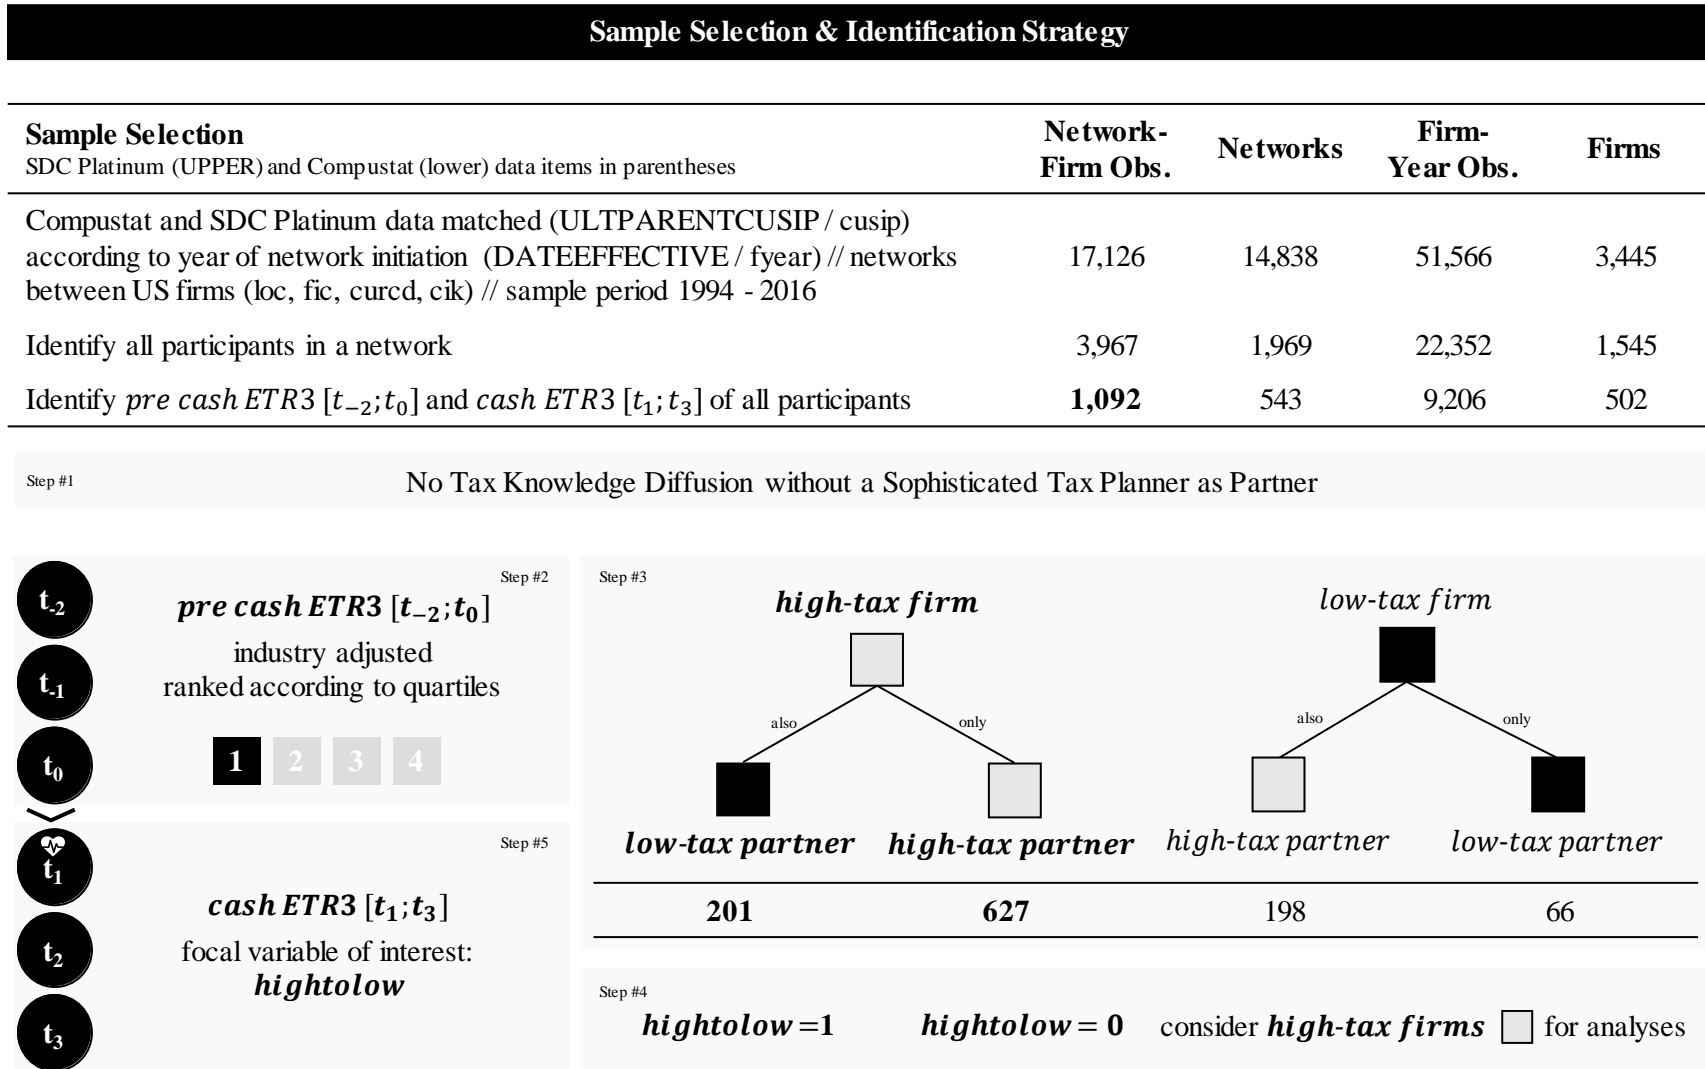 Sample Selection & Identification Strategy
Sample Selection
SDC Platinum (UPPER) and Compustat (lower) data items in parentheses
Network-
Firm Obs.
Networks
Firm-
Year Obs.
Firms
Compustat and SDC Platinum data matched (ULTPARENTCUSIP / cusip)
according to year of network initiation (DATEEFFECTIVE / fyear) // networks
between US firms (loc, fic, curcd, cik) // sample period 1994 - 2016
17,126 14,838 51,566 3,445
Identify all participants in a network 3,967 1,969 22,352 1,545
Identify pre cash ETR3 [t₋₂; t₀] and cash ETR3 [t₁; t₃] of all participants 1,092 543 9,206 502
Step #1
No Tax Knowledge Diffusion without a Sophisticated Tax Planner as Partner
t₋₂
t₋₁
t₀
Step #2
pre cash ETR3 [t₋₂; t₀]
industry adjusted
ranked according to quartiles
1 2 3 4
Step #3
high-tax firm
also
only
low-tax partner
high-tax partner
low-tax firm
also
only
high-tax partner
low-tax partner
201 627 198 66
Step #4
hightolow = 1
hightolow = 0
consider high-tax firms for analyses
t₁
t₂
t₃
Step #5
cash ETR3 [t₁; t₃]
focal variable of interest:
hightolow